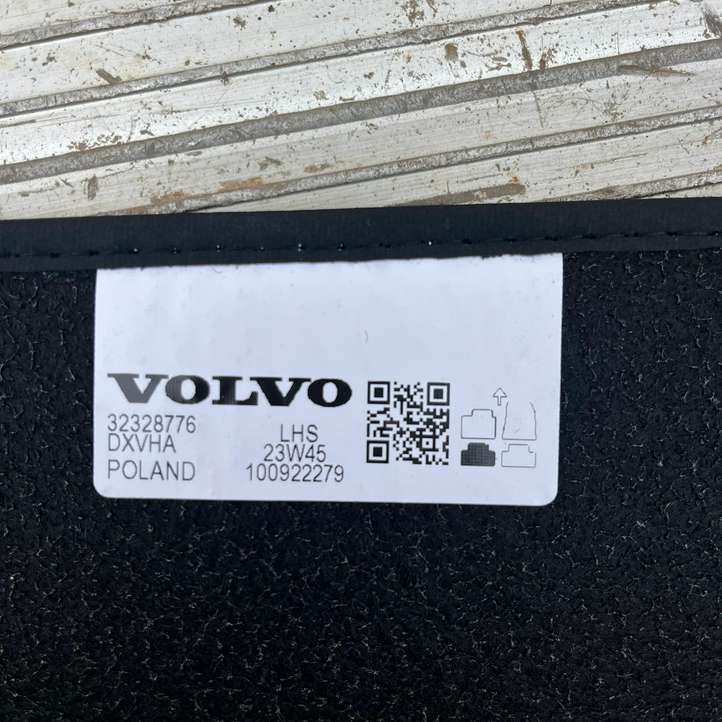 VOLVO
32328776 LHS
DXVHA 23W45
POLAND 100922279